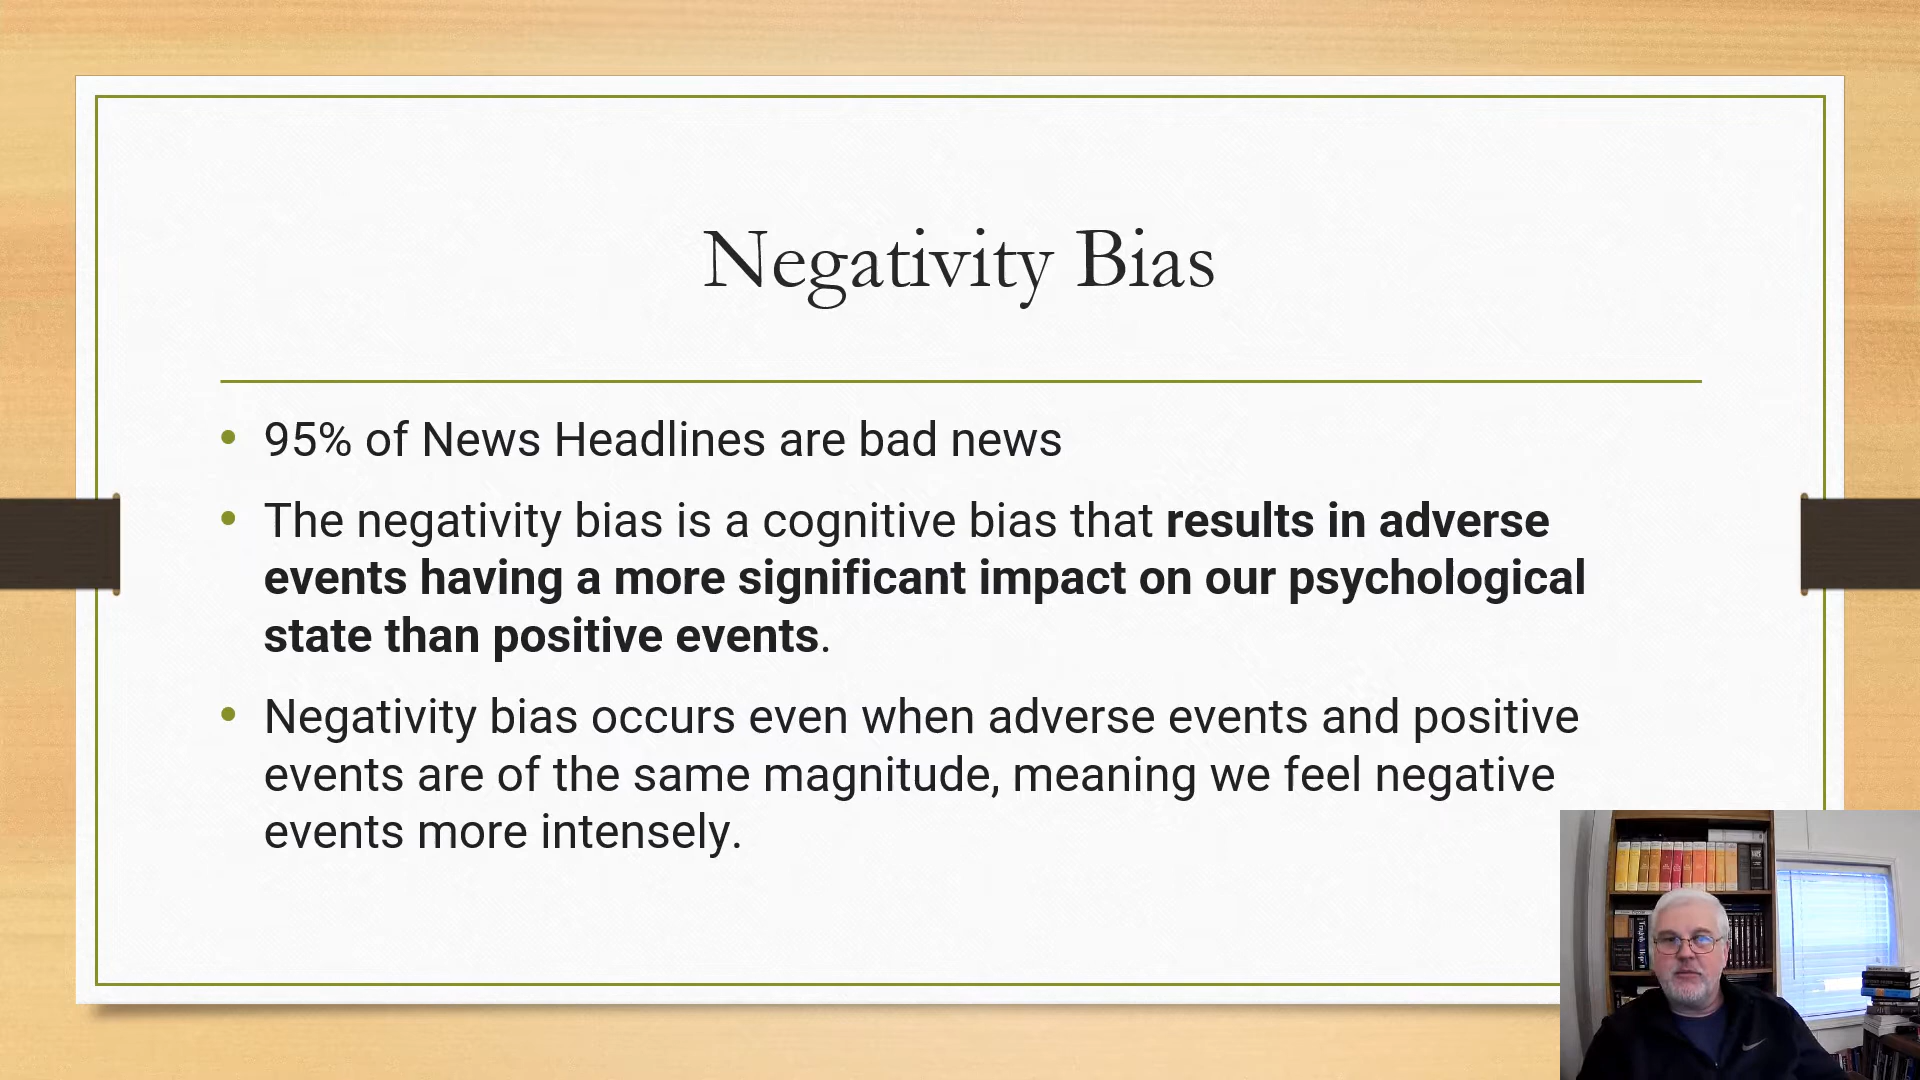 Negativity Bias
• 95% of News Headlines are bad news
• The negativity bias is a cognitive bias that results in adverse
events having a more significant impact on our psychological
state than positive events.
• Negativity bias occurs even when adverse events and positive
events are of the same magnitude, meaning we feel negative
events more intensely.